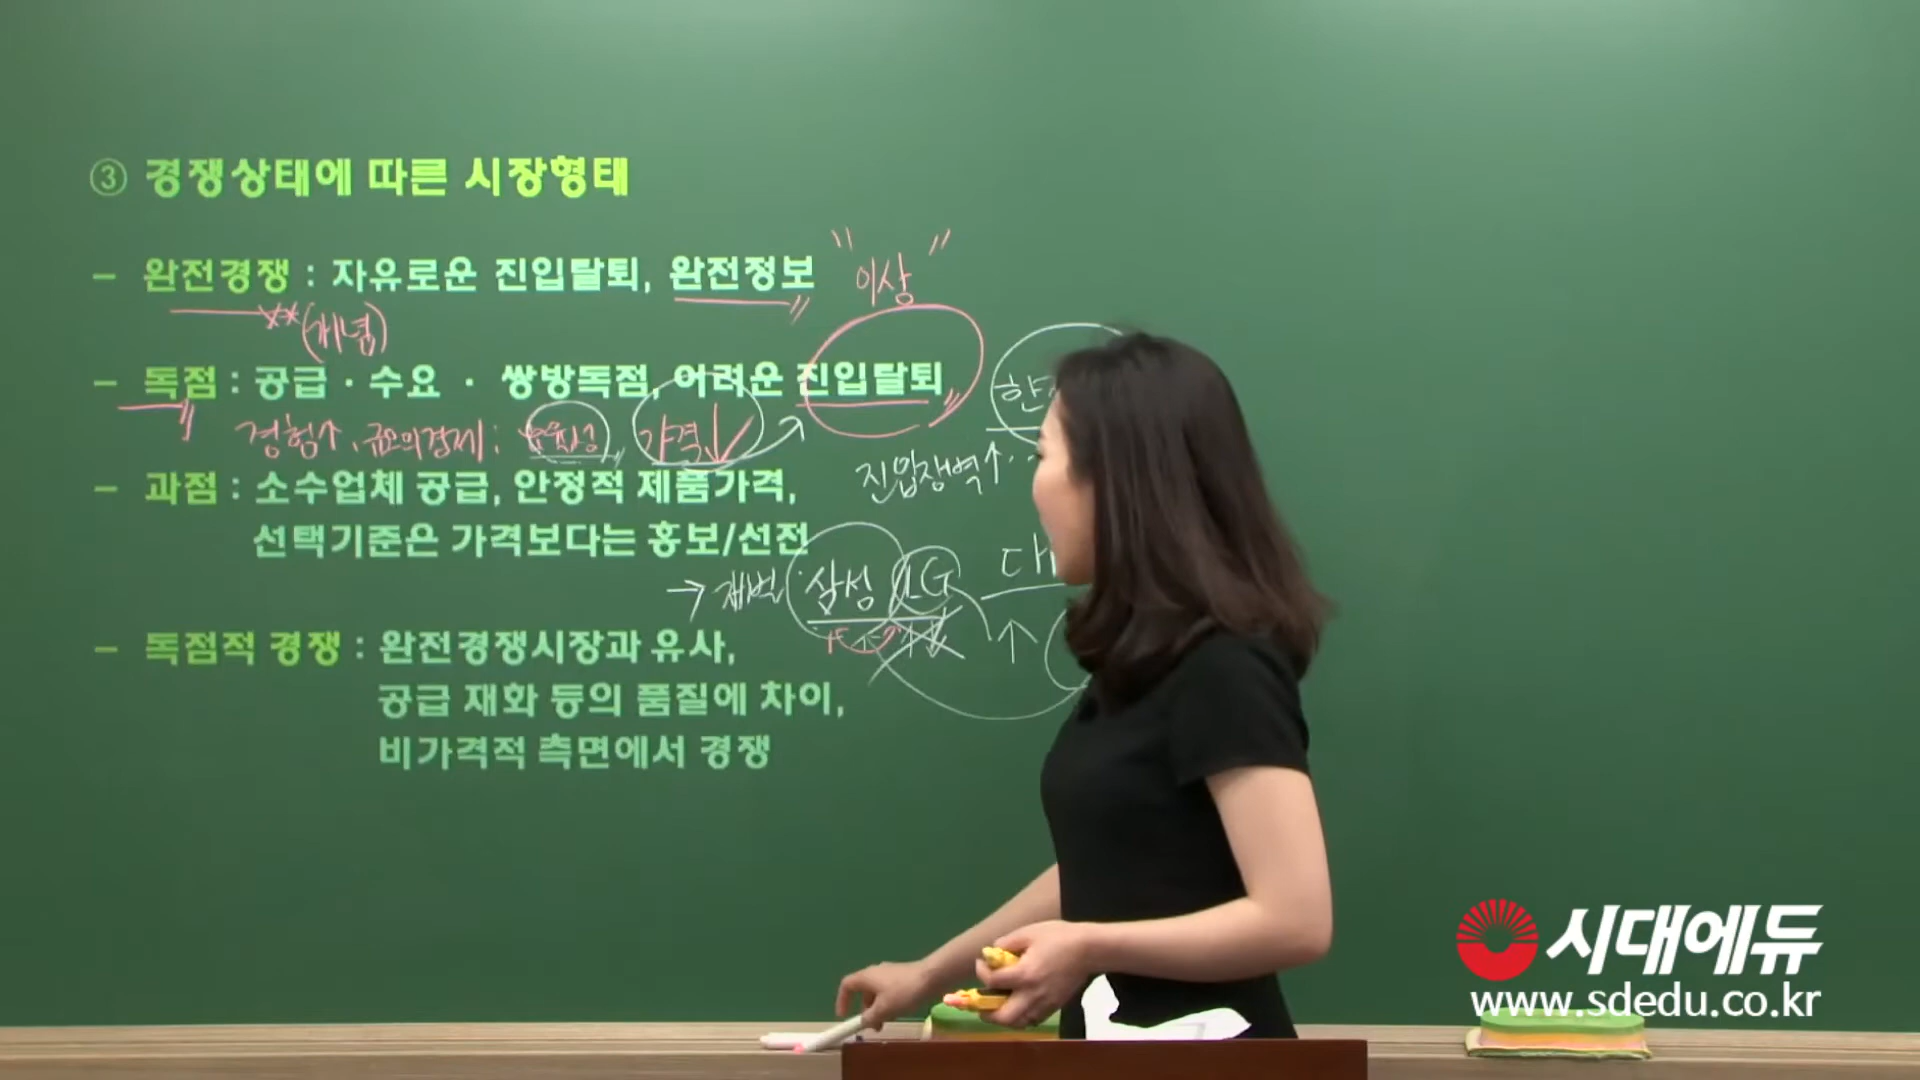 ③ 경쟁상태에 따른 시장형태
- 완전경쟁 : 자유로운 진입탈퇴, 완전정보
"이상"
(개념)
- 독점 : 공급 · 수요 · 쌍방독점, 어려운 진입탈퇴
경험↑, 규모의경제 : 가격↓
진입장벽↑..
- 과점 : 소수업체 공급, 안정적 제품가격,
선택기준은 가격보다는 홍보/선전
→ 재벌 삼성 LG
↑
- 독점적 경쟁 : 완전경쟁시장과 유사,
공급 재화 등의 품질에 차이,
비가격적 측면에서 경쟁
시대에듀
www.sdedu.co.kr